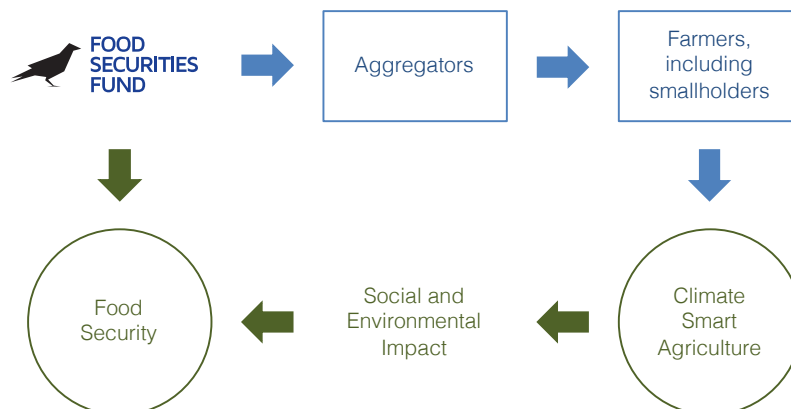 FOOD
SECURITIES
FUND
Aggregators
Farmers,
including
smallholders
Food
Security
Social and
Environmental
Impact
Climate
Smart
Agriculture